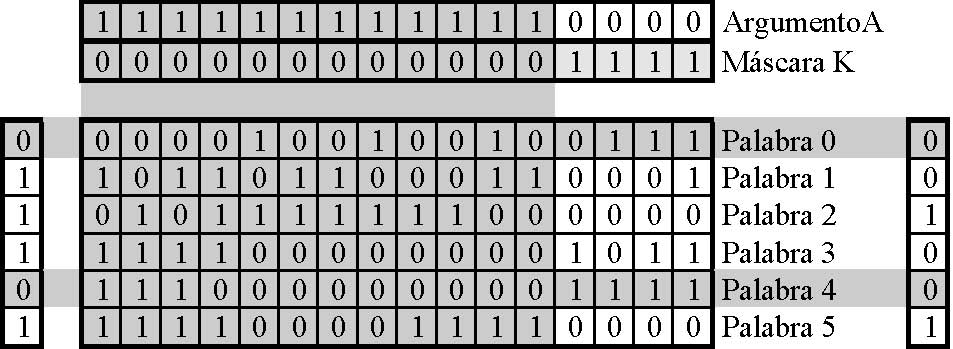 1 1 1 1 1 1 1 1 1 1 1 1 0 0 0 0 Argumento A
0 0 0 0 0 0 0 0 0 0 0 0 1 1 1 1 Máscara K
0 0 0 0 0 1 0 0 1 0 0 1 0 0 1 1 1 Palabra 0 0
1 1 0 1 1 0 1 1 0 0 0 1 1 0 0 0 1 Palabra 1 0
1 0 1 0 1 1 1 1 1 1 1 0 0 0 0 0 0 Palabra 2 1
1 1 1 1 1 0 0 0 0 0 0 0 0 1 0 1 1 Palabra 3 0
0 1 1 1 0 0 0 0 0 0 0 0 0 1 1 1 1 Palabra 4 0
1 1 1 1 1 0 0 0 0 1 1 1 1 0 0 0 0 Palabra 5 1